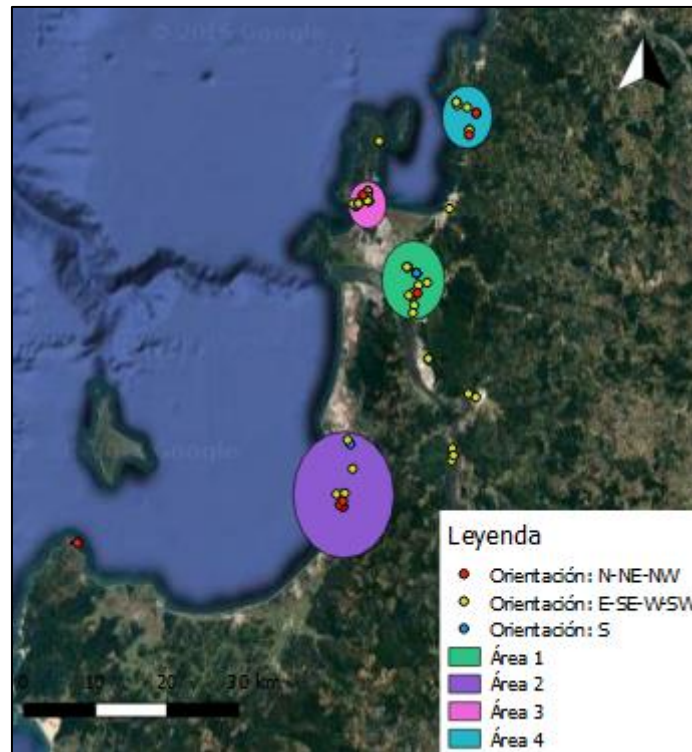 © 2015 Google
Google
Leyenda
Orientación: N-NE-NW
Orientación: E-SE-W-SW
Orientación: S
Área 1
Área 2
Área 3
Área 4
0 10 20 30 km